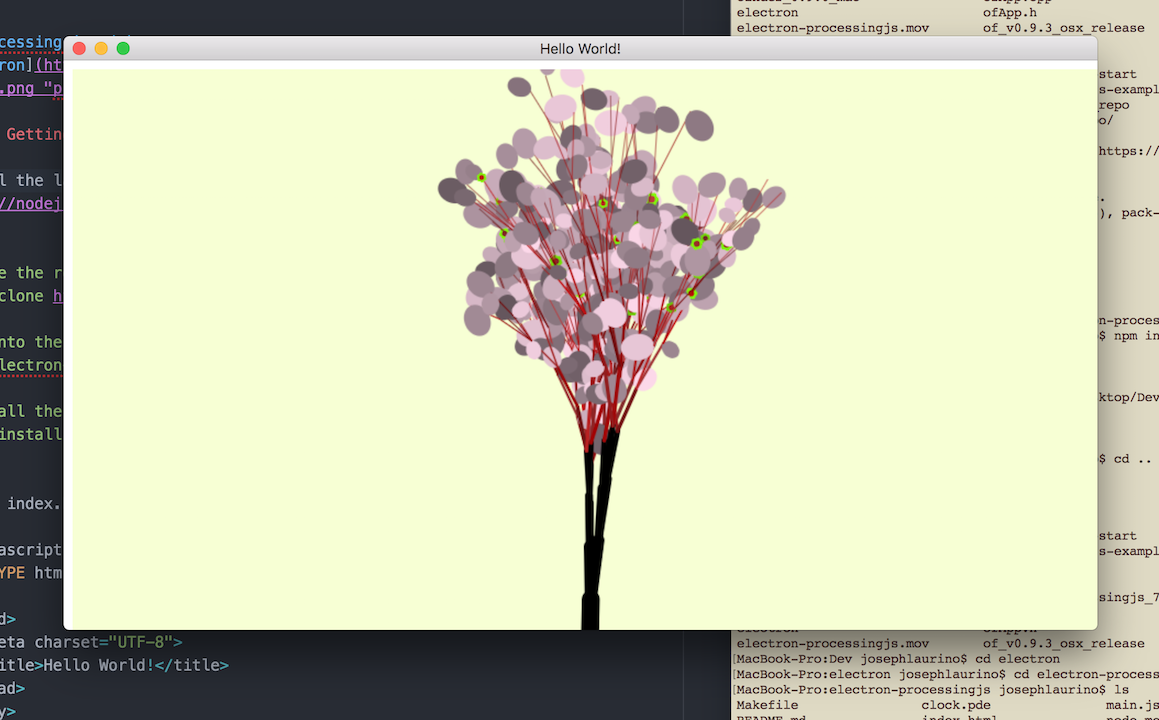 Hello World!
cessing
ron](ht
.png "p
Gettin
l the l
//nodej
e the r
clone h
nto the
lectron
all the
install
index.
ascript
YPE htm
d>
eta charset="UTF-8">
itle>Hello World!</title>
ad>
y>
electron ofApp.h
electron-processingjs.mov of_v0.9.3_osx_release
start
s-exampl
repo
o/
https://
.
), pack-
on-proces
$ npm in
ktop/Dev
$ cd ..
start
s-exampl
singjs_7
electron-processingjs.mov of_v0.9.3_osx_release
[MacBook-Pro:Dev josephlaurino$ cd electron
[MacBook-Pro:electron josephlaurino$ cd electron-process
[MacBook-Pro:electron-processingjs josephlaurino$ ls
Makefile clock.pde main.js